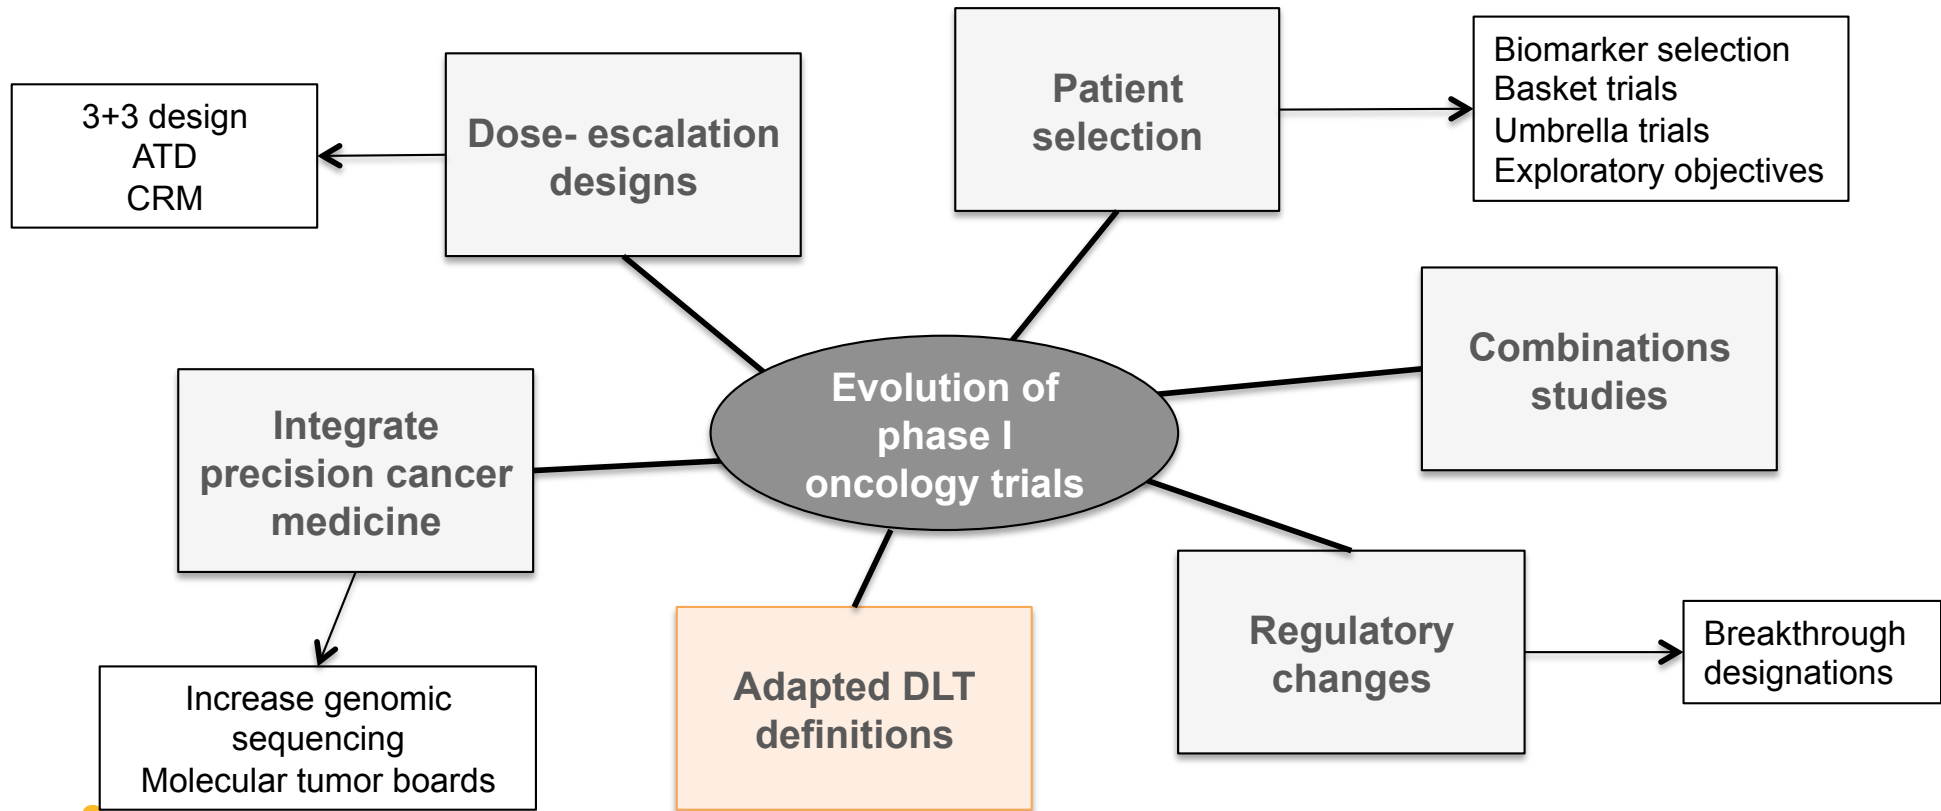 3+3 design
ATD
CRM
Dose- escalation
designs
Patient
selection
Biomarker selection
Basket trials
Umbrella trials
Exploratory objectives
Combinations
studies
Evolution of
phase I
oncology trials
Integrate
precision cancer
medicine
Increase genomic
sequencing
Molecular tumor boards
Adapted DLT
definitions
Regulatory
changes
Breakthrough
designations